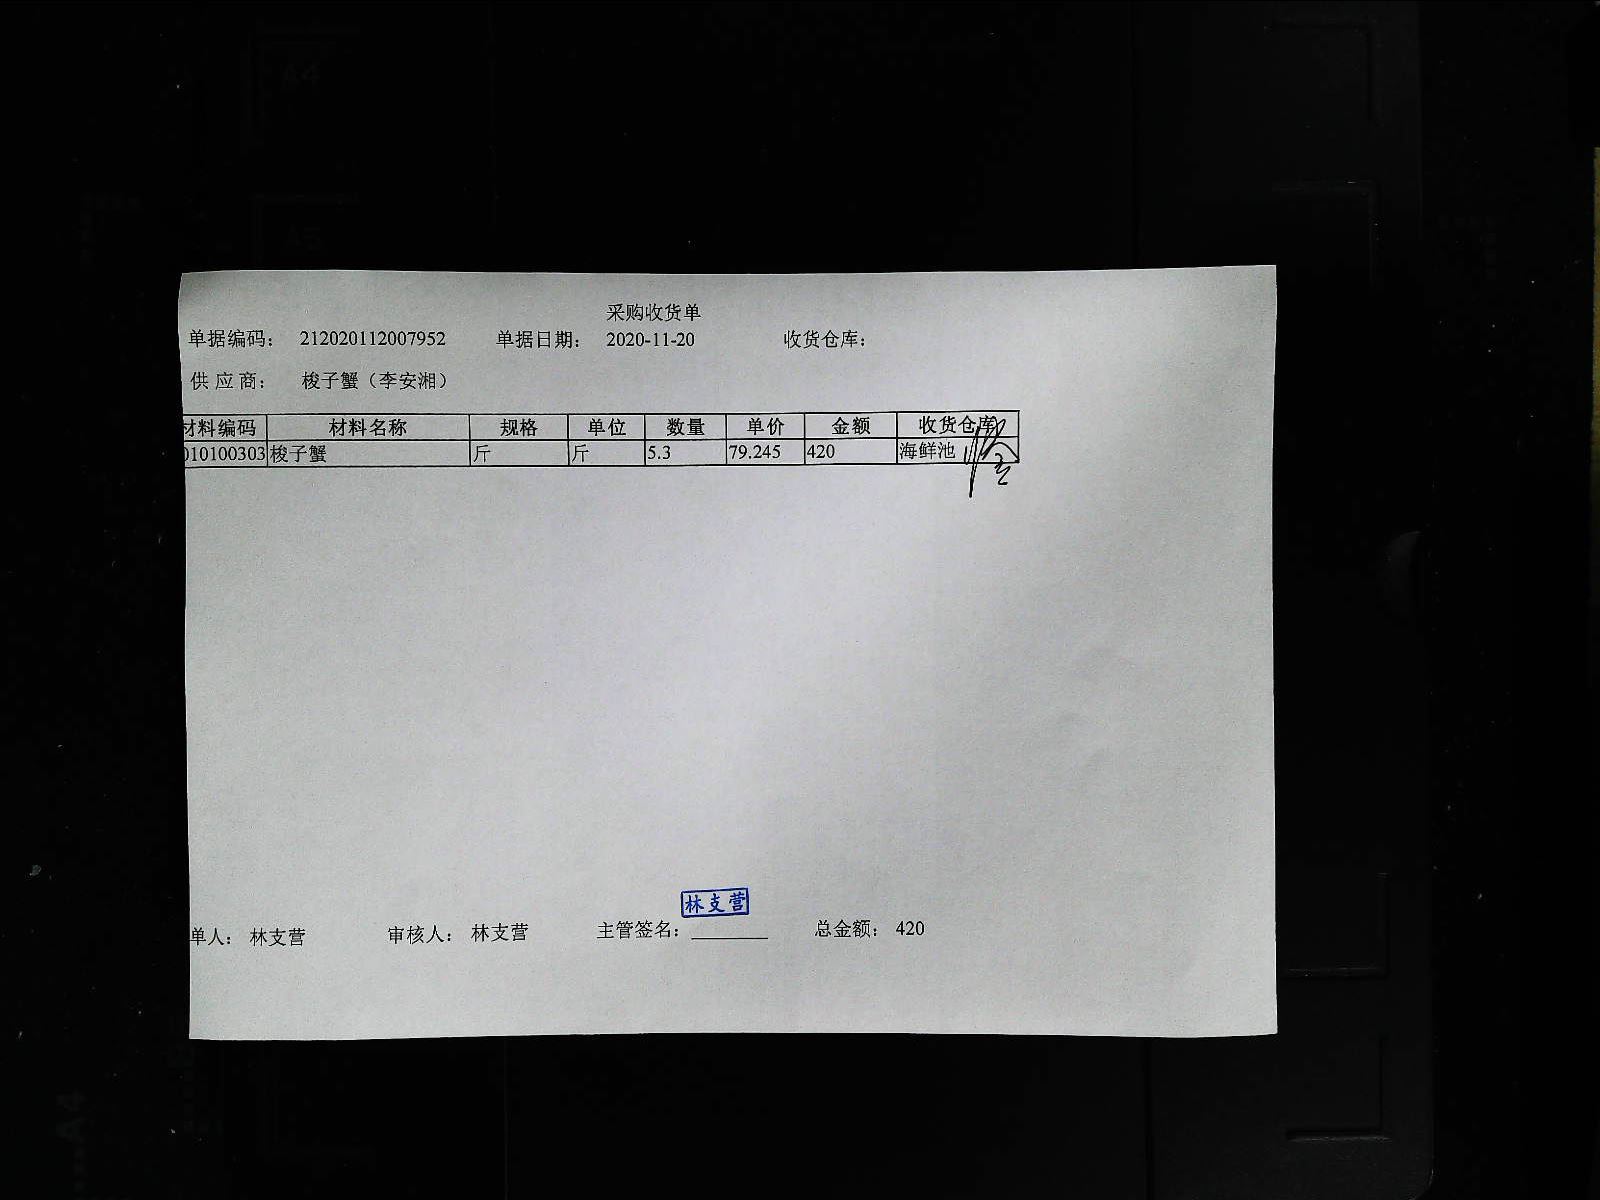 采购收货单
单据编码： 212020112007952 单据日期： 2020-11-20 收货仓库：
供应商： 梭子蟹（李安湘）
材料编码 材料名称 规格 单位 数量 单价 金额 收货仓库
010100303 梭子蟹 斤 斤 5.3 79.245 420 海鲜池
林支营
单人： 林支营 审核人： 林支营 主管签名： 总金额： 420